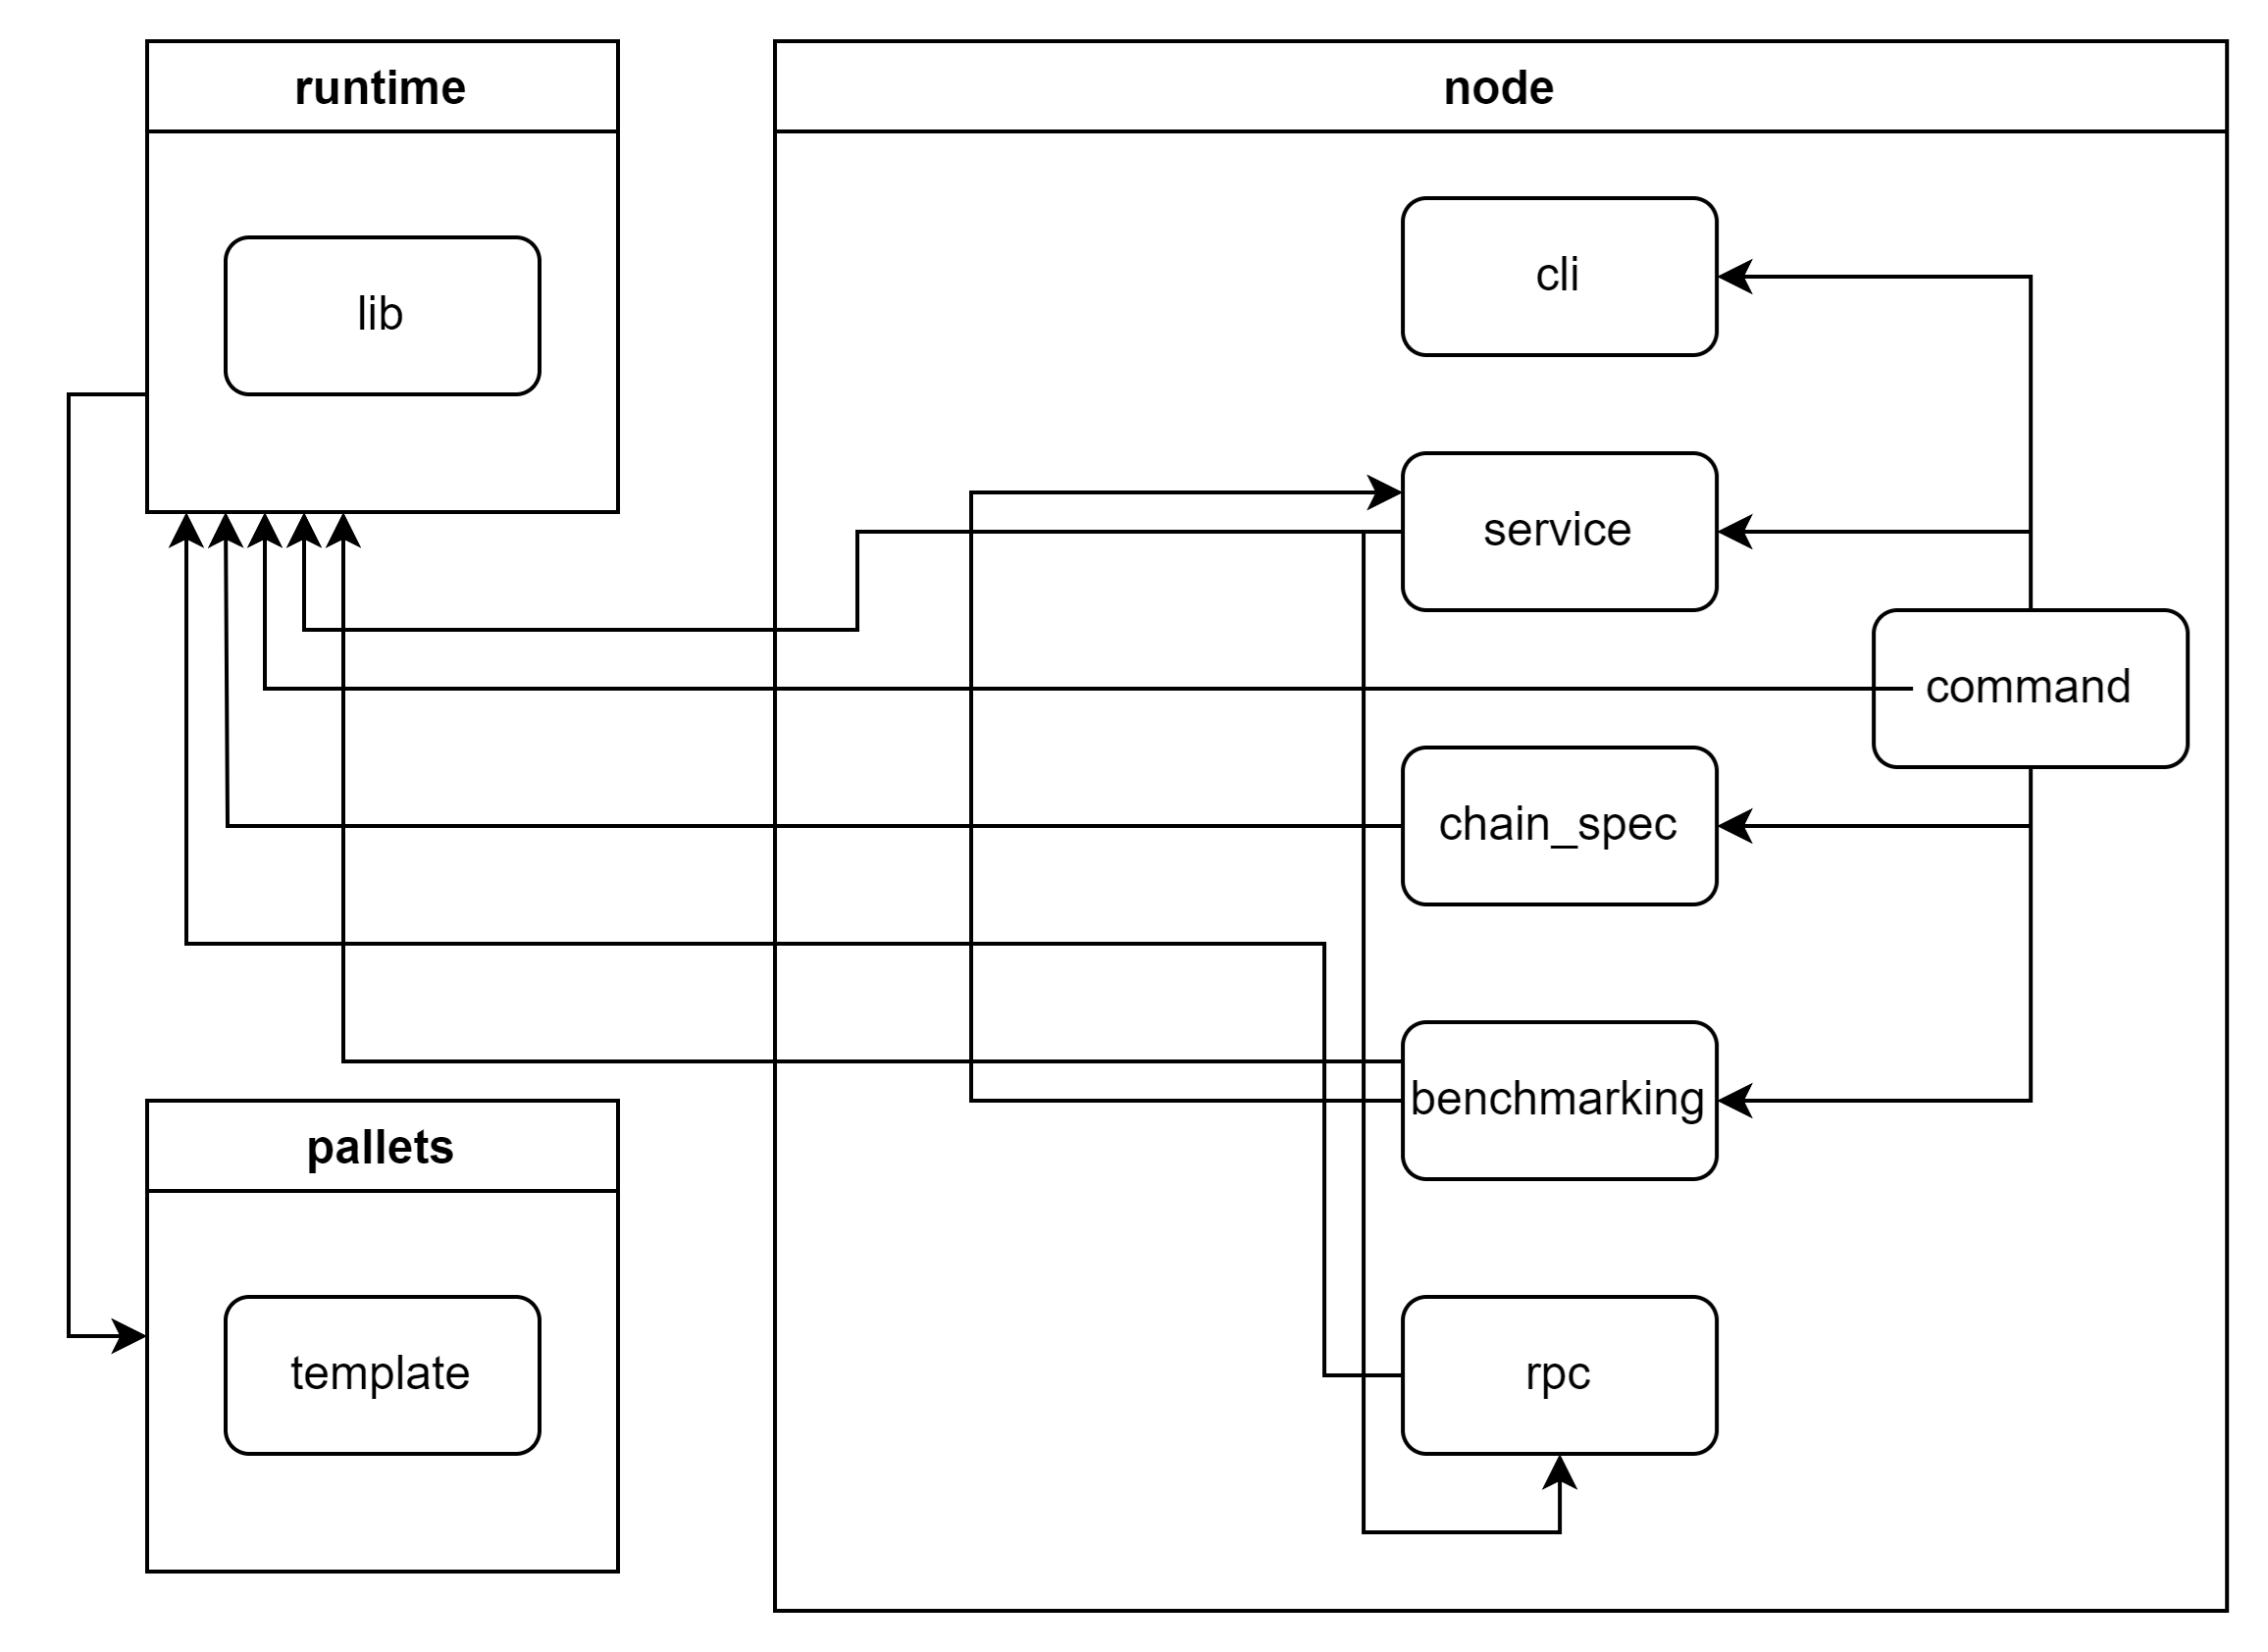 runtime
lib
node
cli
service
command
chain_spec
benchmarking
rpc
pallets
template